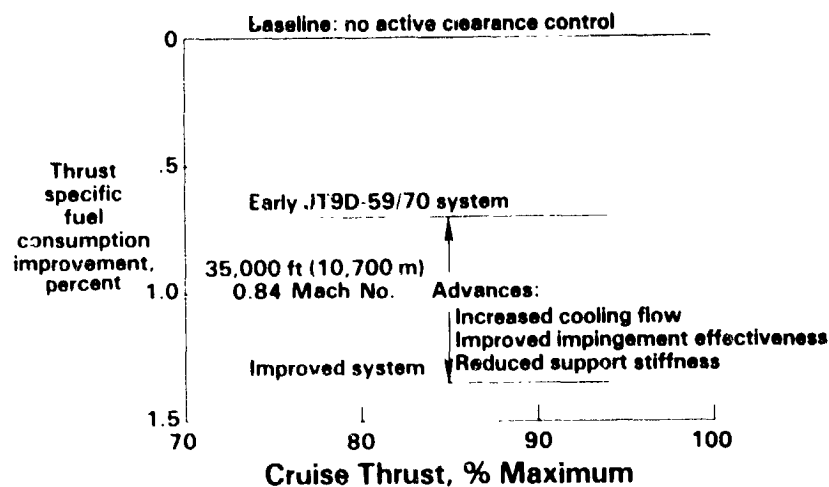 Baseline: no active clearance control
0
.5
Thrust
specific
fuel
consumption
improvement,
percent
Early JT9D-59/70 system
35,000 ft (10,700 m)
0.84 Mach No.
Advances:
Increased cooling flow
Improved impingement effectiveness
Reduced support stiffness
1.0
Improved system
1.5
70
80
90
100
Cruise Thrust, % Maximum